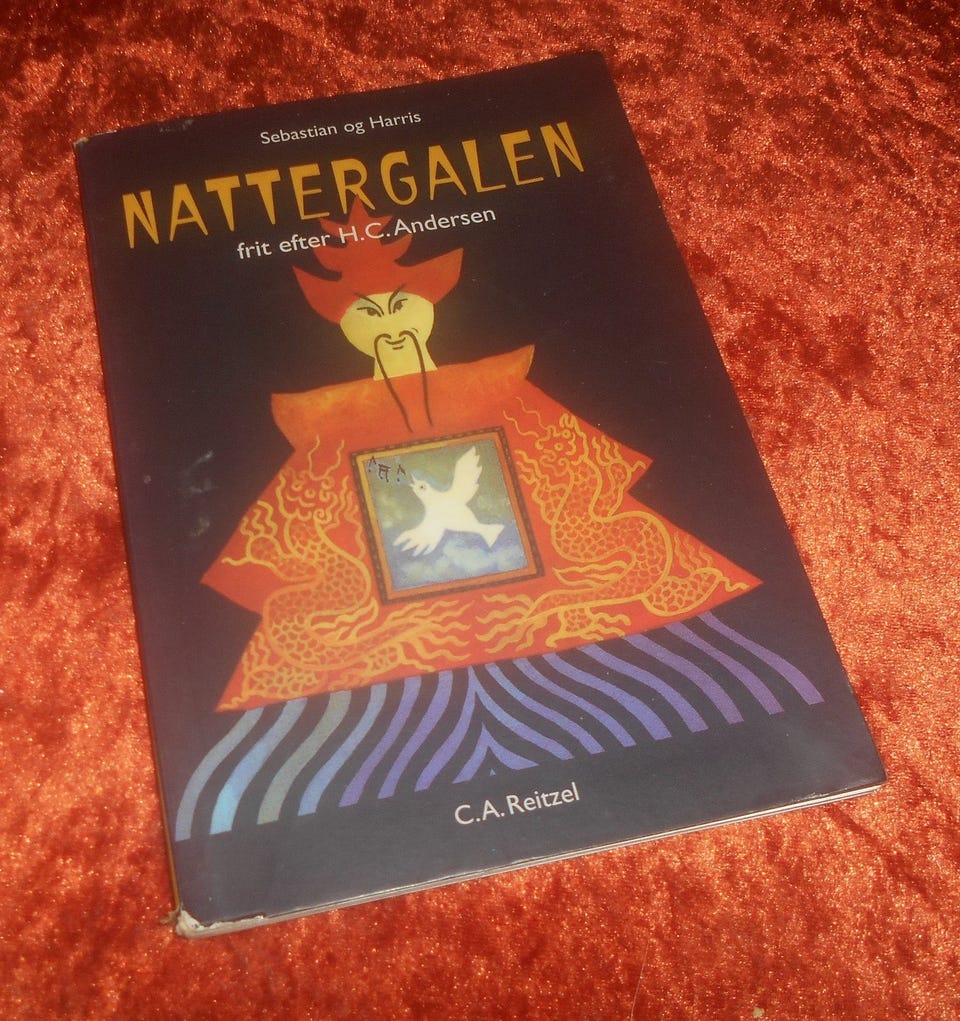 Sebastian og Harris
NATTERGALEN
frit efter H.C. Andersen
C.A. Reitzel